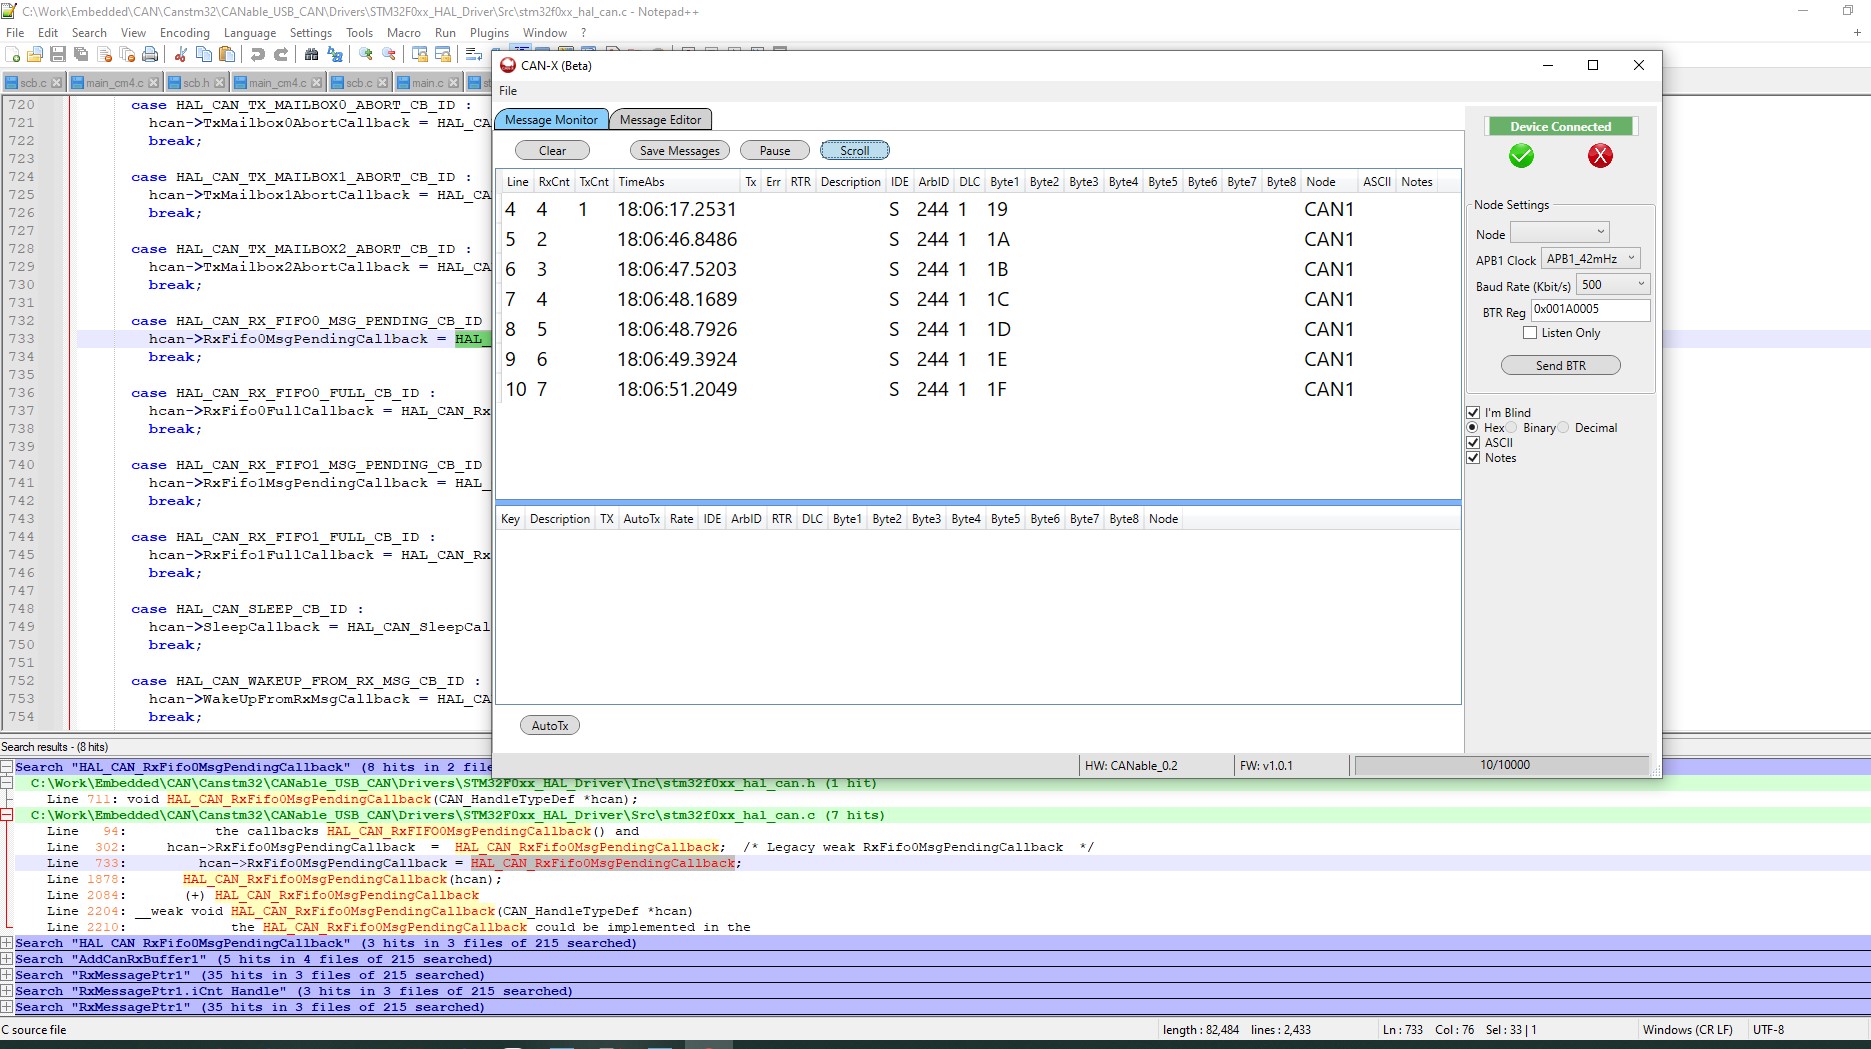 C:\Work\Embedded\CAN\Canstm32\CANable_USB_CAN\Drivers\STM32F0xx_HAL_Driver\Src\stm32f0xx_hal_can.c - Notepad++
File Edit Search View Encoding Language Settings Tools Macro Run Plugins Window ?
scb.c main_cm4.c scb.h main_cm4.c scb.c main.c
720 case HAL_CAN_TX_MAILBOX0_ABORT_CB_ID :
721 hcan->TxMailbox0AbortCallback = HAL_CA
722 break;
723
724 case HAL_CAN_TX_MAILBOX1_ABORT_CB_ID :
725 hcan->TxMailbox1AbortCallback = HAL_CA
726 break;
727
728 case HAL_CAN_TX_MAILBOX2_ABORT_CB_ID :
729 hcan->TxMailbox2AbortCallback = HAL_CA
730 break;
731
732 case HAL_CAN_RX_FIFO0_MSG_PENDING_CB_ID
733 hcan->RxFifo0MsgPendingCallback = HAL_
734 break;
735
736 case HAL_CAN_RX_FIFO0_FULL_CB_ID :
737 hcan->RxFifo0FullCallback = HAL_CAN_Rx
738 break;
739
740 case HAL_CAN_RX_FIFO1_MSG_PENDING_CB_ID
741 hcan->RxFifo1MsgPendingCallback = HAL_
742 break;
743
744 case HAL_CAN_RX_FIFO1_FULL_CB_ID :
745 hcan->RxFifo1FullCallback = HAL_CAN_Rx
746 break;
747
748 case HAL_CAN_SLEEP_CB_ID :
749 hcan->SleepCallback = HAL_CAN_SleepCal
750 break;
751
752 case HAL_CAN_WAKEUP_FROM_RX_MSG_CB_ID :
753 hcan->WakeUpFromRxMsgCallback = HAL_CA
754 break;
CAN-X (Beta)
File
Message Monitor Message Editor
Clear Save Messages Pause Scroll
Line RxCnt TxCnt TimeAbs Tx Err RTR Description IDE ArbID DLC Byte1 Byte2 Byte3 Byte4 Byte5 Byte6 Byte7 Byte8 Node ASCII Notes
4 4 1 18:06:17.2531 S 244 1 19 CAN1
5 2 18:06:46.8486 S 244 1 1A CAN1
6 3 18:06:47.5203 S 244 1 1B CAN1
7 4 18:06:48.1689 S 244 1 1C CAN1
8 5 18:06:48.7926 S 244 1 1D CAN1
9 6 18:06:49.3924 S 244 1 1E CAN1
10 7 18:06:51.2049 S 244 1 1F CAN1
Key Description TX AutoTx Rate IDE ArbID RTR DLC Byte1 Byte2 Byte3 Byte4 Byte5 Byte6 Byte7 Byte8 Node
AutoTx
Device Connected
Node Settings
Node
APB1 Clock APB1_42mHz
Baud Rate (Kbit/s) 500
BTR Reg 0x001A0005
Listen Only
Send BTR
I'm Blind
Hex Binary Decimal
ASCII
Notes
HW: CANable_0.2 FW: v1.0.1 10/10000
Search results - (8 hits)
Search "HAL_CAN_RxFifo0MsgPendingCallback" (8 hits in 2 file
C:\Work\Embedded\CAN\Canstm32\CANable_USB_CAN\Drivers\STM32F0xx_HAL_Driver\Inc\stm32f0xx_hal_can.h (1 hit)
Line 711: void HAL_CAN_RxFifo0MsgPendingCallback(CAN_HandleTypeDef *hcan);
C:\Work\Embedded\CAN\Canstm32\CANable_USB_CAN\Drivers\STM32F0xx_HAL_Driver\Src\stm32f0xx_hal_can.c (7 hits)
Line 94: the callbacks HAL_CAN_RxFIFO0MsgPendingCallback() and
Line 302: hcan->RxFifo0MsgPendingCallback = HAL_CAN_RxFifo0MsgPendingCallback; /* Legacy weak RxFifo0MsgPendingCallback */
Line 733: hcan->RxFifo0MsgPendingCallback = HAL_CAN_RxFifo0MsgPendingCallback;
Line 1878: HAL_CAN_RxFifo0MsgPendingCallback(hcan);
Line 2084: (+) HAL_CAN_RxFifo0MsgPendingCallback
Line 2204: __weak void HAL_CAN_RxFifo0MsgPendingCallback(CAN_HandleTypeDef *hcan)
Line 2210: the HAL_CAN_RxFifo0MsgPendingCallback could be implemented in the
Search "HAL_CAN_RxFifo0MsgPendingCallback" (3 hits in 3 files of 215 searched)
Search "AddCanRxBuffer1" (5 hits in 4 files of 215 searched)
Search "RxMessagePtr1" (35 hits in 3 files of 215 searched)
Search "RxMessagePtr1.iCnt_Handle" (3 hits in 3 files of 215 searched)
Search "RxMessagePtr1" (35 hits in 3 files of 215 searched)
C source file length : 82,484 lines : 2,433 Ln : 733 Col : 76 Sel : 33 | 1 Windows (CR LF) UTF-8